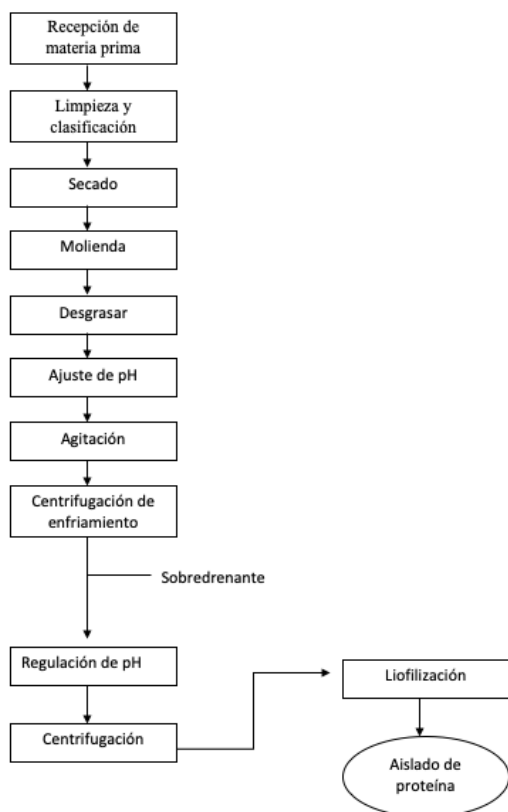 Recepción de
materia prima
Limpieza y
clasificación
Secado
Molienda
Desgrasar
Ajuste de pH
Agitación
Centrifugación de
enfriamiento
Sobredrenante
Regulación de pH
Centrifugación
Liofilización
Aislado de
proteína